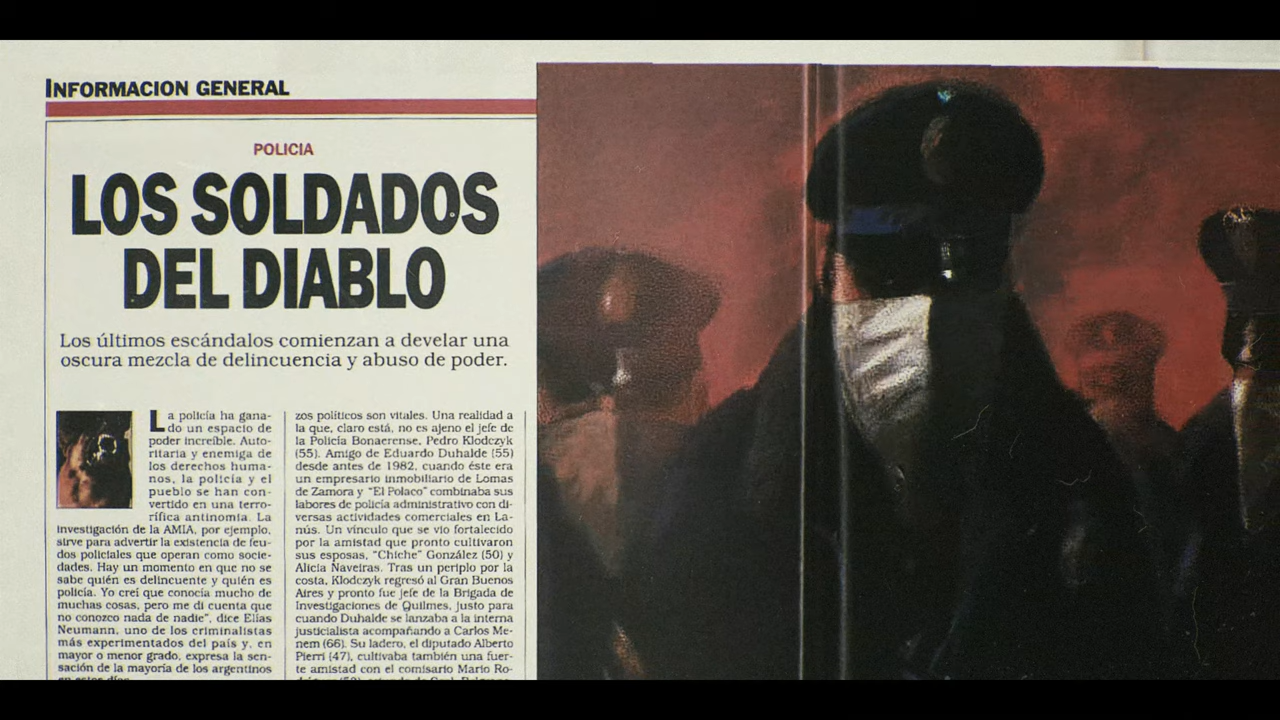 INFORMACION GENERAL
POLICIA
LOS SOLDADOS
DEL DIABLO
Los últimos escándalos comienzan a develar una
oscura mezcla de delincuencia y abuso de poder.
La policía ha gana-
do un espacio de
poder increíble. Auto-
ritaria y enemiga de
los derechos huma-
nos, la policía y el
pueblo se han con-
vertido en una terro-
rífica antinomia. La
investigación de la AMIA, por ejemplo,
sirve para advertir la existencia de feu-
dos policiales que operan como socie-
dades. Hay un momento en que no se
sabe quién es delincuente y quién es
policía. Yo creí que conocía mucho de
muchas cosas, pero me di cuenta que
no conozco nada de nadie", dice Elías
Neumann, uno de los criminalistas
más experimentados del país y, en
mayor o menor grado, expresa la sen-
sación de la mayoría de los argentinos
en estos días.
zos políticos son vitales. Una realidad a
la que, claro está, no es ajeno el jefe de
la Policía Bonaerense, Pedro Klodczyk
(55). Amigo de Eduardo Duhalde (55)
desde antes de 1982, cuando éste era
un empresario inmobiliario de Lomas
de Zamora y "El Polaco" combinaba sus
labores de policía administrativo con di-
versas actividades comerciales en La-
nús. Un vínculo que se vio fortalecido
por la amistad que pronto cultivaron
sus esposas, "Chiche" González (50) y
Alicia Naveiras. Tras un periplo por la
costa, Klodczyk regresó al Gran Buenos
Aires y pronto fue jefe de la Brigada de
Investigaciones de Quilmes, justo para
cuando Duhalde se lanzaba a la interna
justicialista acompañando a Carlos Me-
nem (66). Su ladero, el diputado Alberto
Pierri (47), cultivaba también una fuer-
te amistad con el comisario Mario Ro-